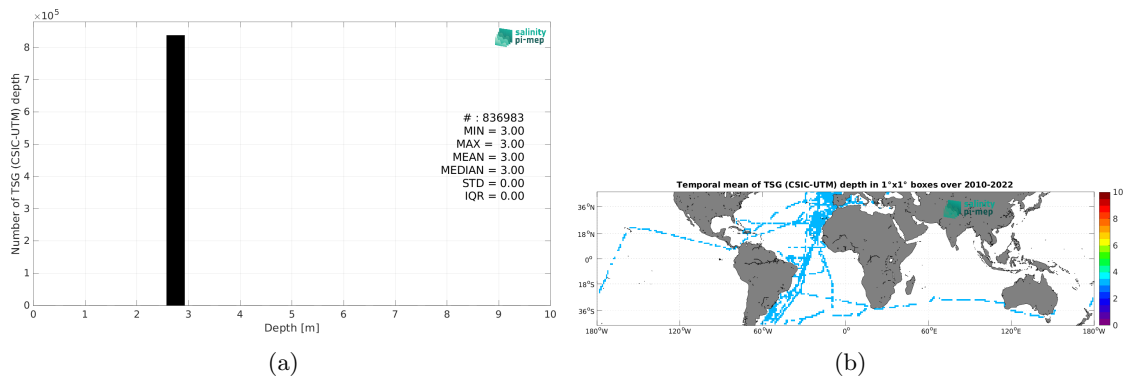 ×10⁵
8
7
6
5
4
3
2
1
0
Number of TSG (CSIC-UTM) depth
salinity
pi-mep
# : 836983
MIN = 3.00
MAX = 3.00
MEAN = 3.00
MEDIAN = 3.00
STD = 0.00
IQR = 0.00
0 1 2 3 4 5 6 7 8 9 10
Depth [m]
(a)
Temporal mean of TSG (CSIC-UTM) depth in 1°x1° boxes over 2010-2022
salinity
pi-mep
36°N
18°N
0°
18°S
36°S
180°W 120°W 60°W 0° 60°E 120°E 180°W
10
8
6
4
2
0
(b)